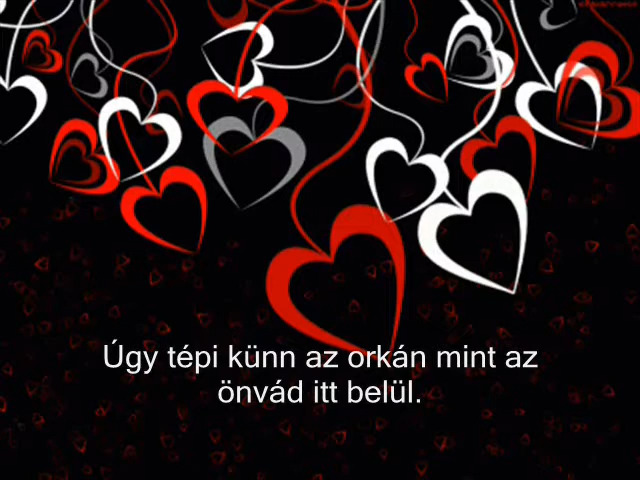 Úgy tépi künn az orkán mint az
önvád itt belül.